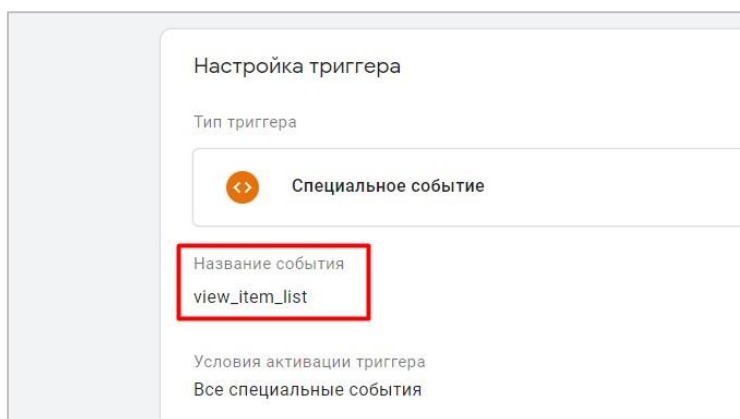 Настройка триггера
Тип триггера
Специальное событие
Название события
view_item_list
Условия активации триггера
Все специальные события